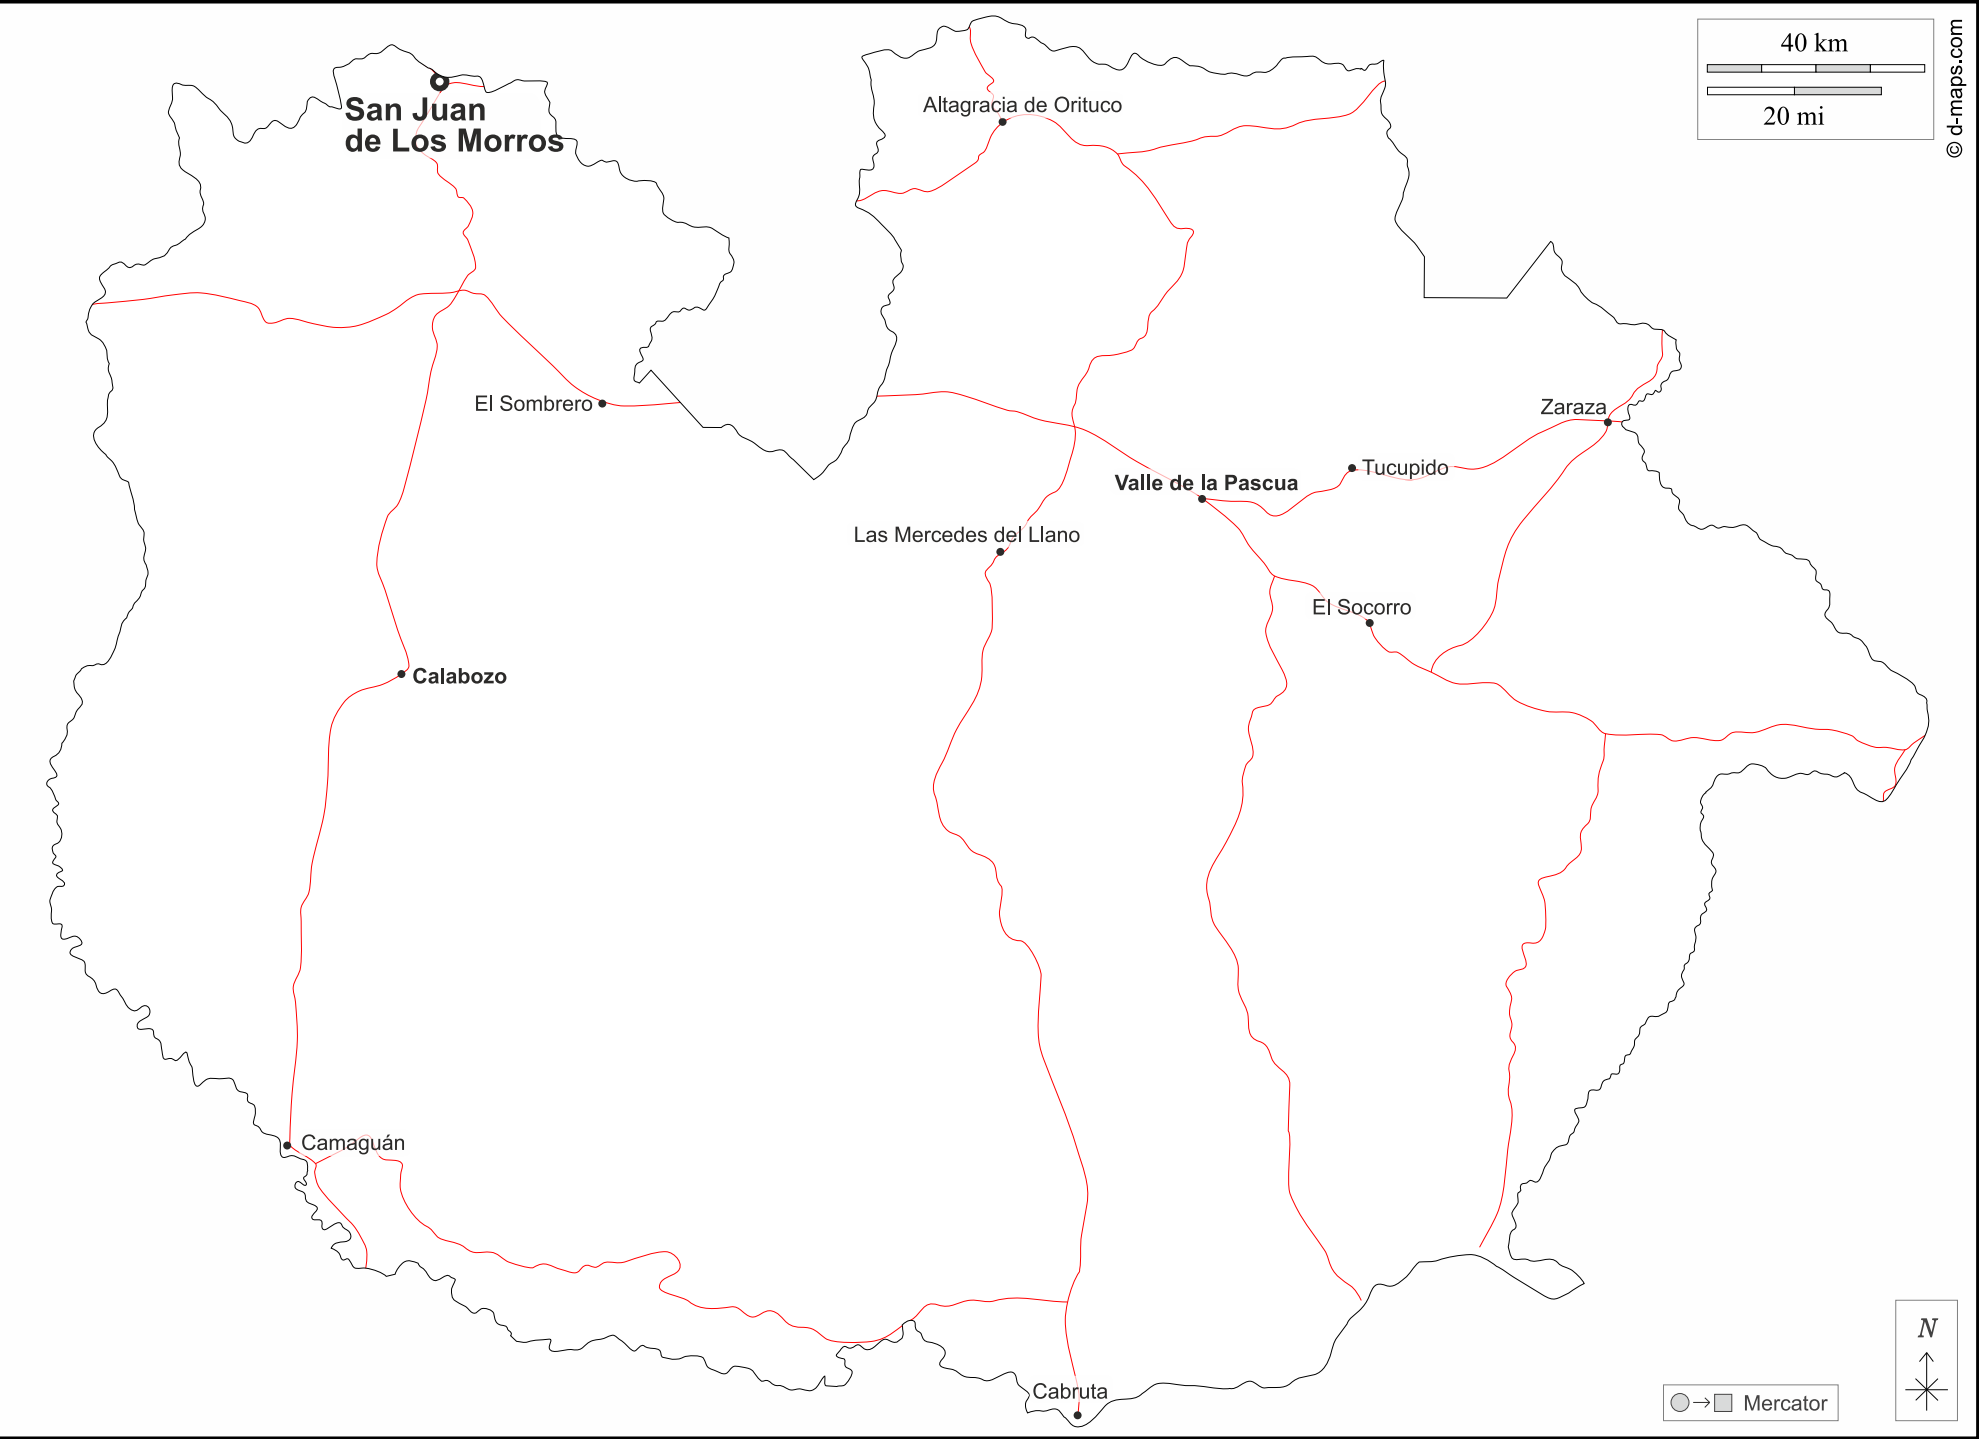 40 km
20 mi
© d-maps.com
San Juan
de Los Morros
Altagracia de Orituco
El Sombrero
Zaraza
Tucupido
Valle de la Pascua
Las Mercedes del Llano
El Socorro
Calabozo
Camaguán
Cabruta
N
Mercator